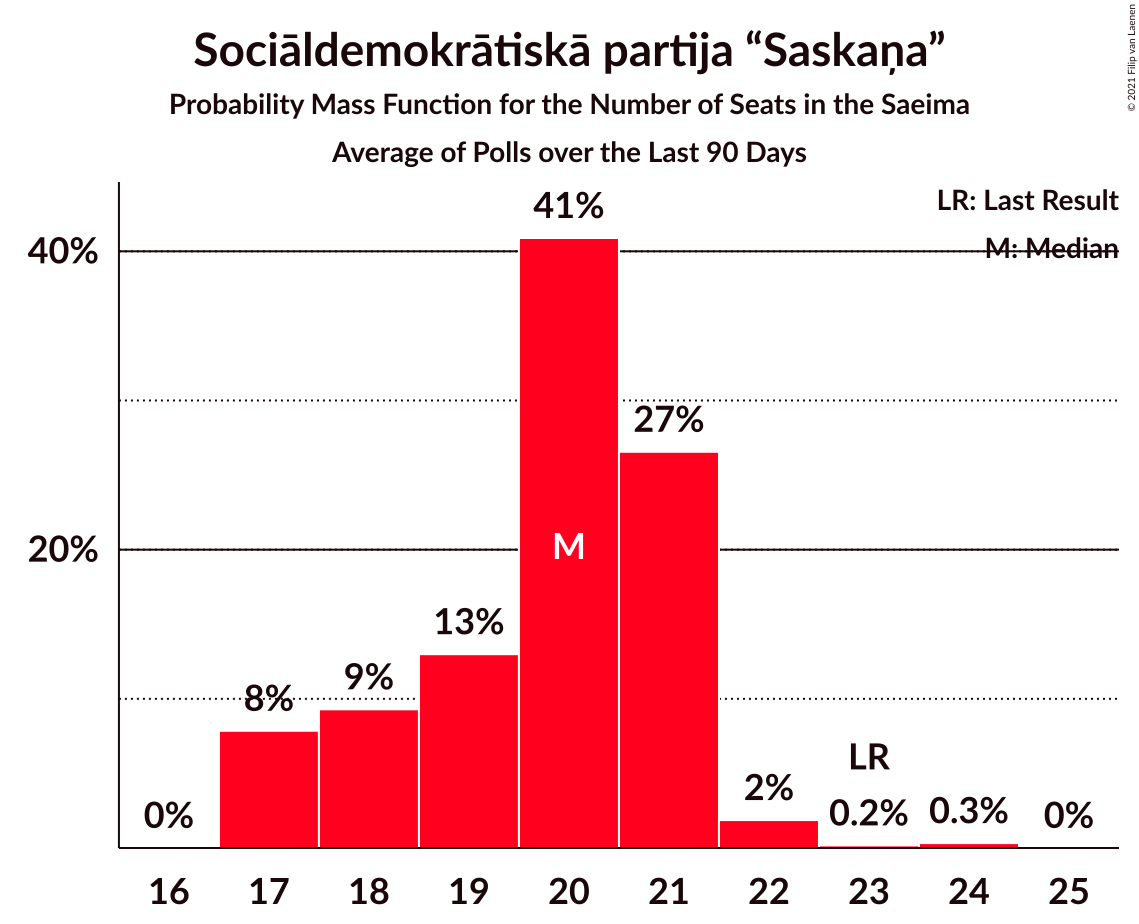 Sociāldemokrātiskā partija “Saskaņa”
Probability Mass Function for the Number of Seats in the Saeima
Average of Polls over the Last 90 Days
© 2021 Filip van Laenen
LR: Last Result
M: Median
40%
20%
0%
8%
9%
13%
41%
M
27%
2%
LR
0.2%
0.3%
0%
16 17 18 19 20 21 22 23 24 25